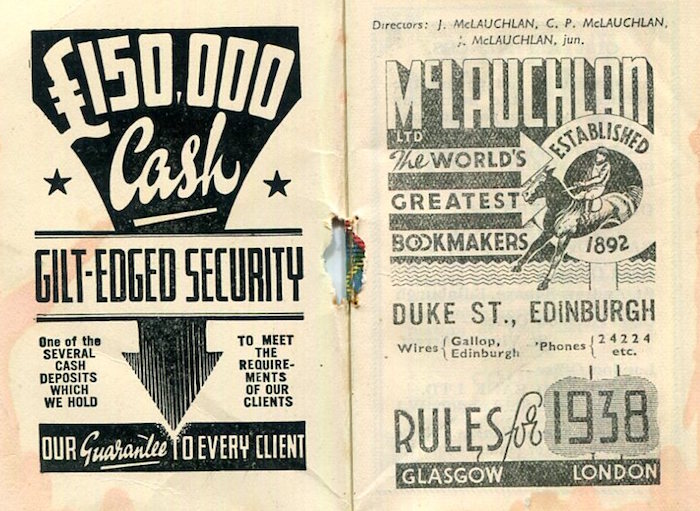 £150,000
Cash
GILT-EDGED SECURITY
One of the
SEVERAL
CASH
DEPOSITS
WHICH
WE HOLD
TO MEET
THE
REQUIRE-
MENTS
OF OUR
CLIENTS
OUR Guarantee TO EVERY CLIENT
Directors: J. McLAUCHLAN, C. P. McLAUCHLAN,
J. McLAUCHLAN, jun.
McLAUCHLAN
LTD
The WORLD'S
GREATEST
BOOKMAKERS
ESTABLISHED
1892
DUKE ST., EDINBURGH
Wires { Gallop, Edinburgh 'Phones { 24224 etc.
RULES for 1938
GLASGOW LONDON